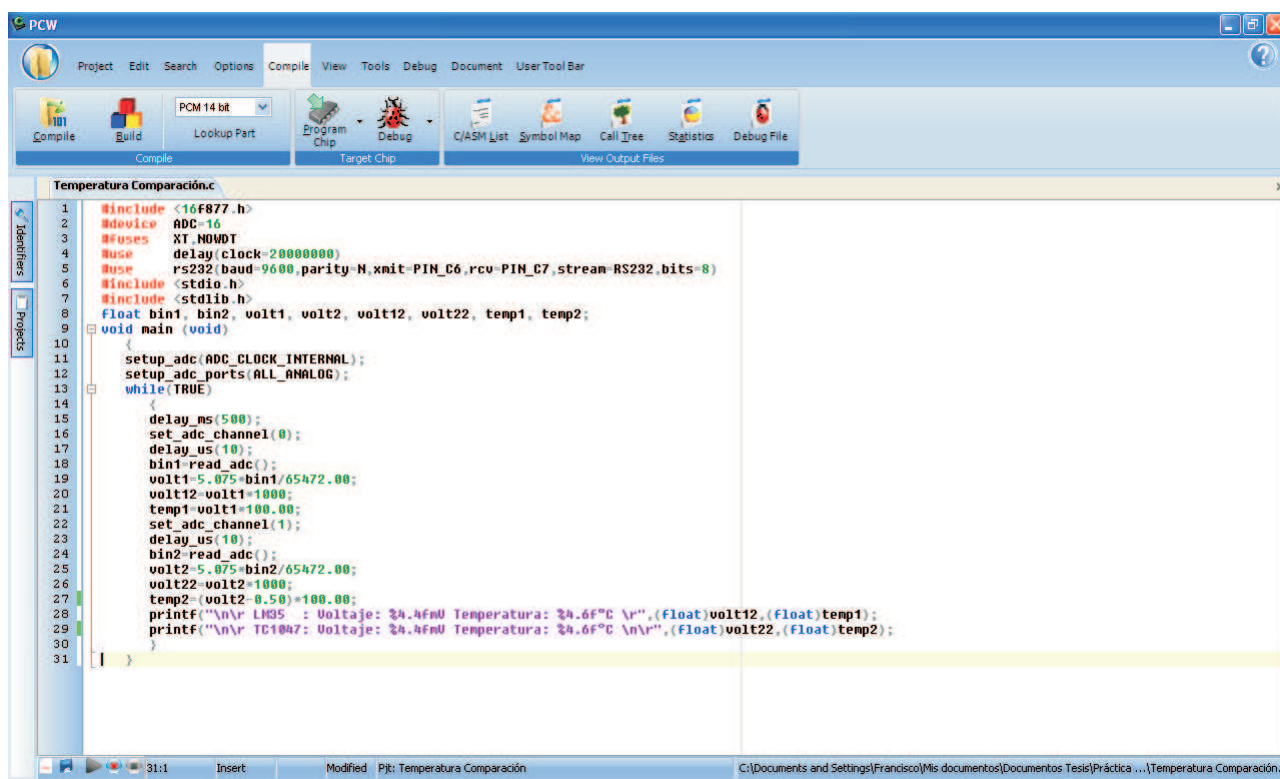 PCW
Project Edit Search Options Compile View Tools Debug Document User Tool Bar
PCM 14 bit
101
Compile Build Lookup Part Program Chip Debug C/ASM List Symbol Map Call Tree Statistics Debug File
Compile Target Chip View Output Files
Temperatura Comparación.c
Identifiers
Projects
1 #include <16f877.h>
2 #device ADC=16
3 #fuses XT,NOWDT
4 #use delay(clock=20000000)
5 #use rs232(baud=9600,parity=N,xmit=PIN_C6,rcv=PIN_C7,stream=RS232,bits=8)
6 #include <stdio.h>
7 #include <stdlib.h>
8 float bin1, bin2, volt1, volt2, volt12, volt22, temp1, temp2;
9 void main (void)
10 {
11 setup_adc(ADC_CLOCK_INTERNAL);
12 setup_adc_ports(ALL_ANALOG);
13 while(TRUE)
14 {
15 delay_ms(500);
16 set_adc_channel(0);
17 delay_us(10);
18 bin1=read_adc();
19 volt1=5.075*bin1/65472.00;
20 volt12=volt1*1000;
21 temp1=volt1*100.00;
22 set_adc_channel(1);
23 delay_us(10);
24 bin2=read_adc();
25 volt2=5.075*bin2/65472.00;
26 volt22=volt2*1000;
27 temp2=(volt2-0.50)*100.00;
28 printf("\n\r LM35 : Voltaje: %4.4fmV Temperatura: %4.6f°C \r",(float)volt12,(float)temp1);
29 printf("\n\r TC1047: Voltaje: %4.4fmV Temperatura: %4.6f°C \n\r",(float)volt22,(float)temp2);
30 }
31 }
31:1 Insert Modified Pjt: Temperatura Comparación C:\Documents and Settings\Francisco\Mis documentos\Documentos Tesis\Práctica ...\Temperatura Comparación.